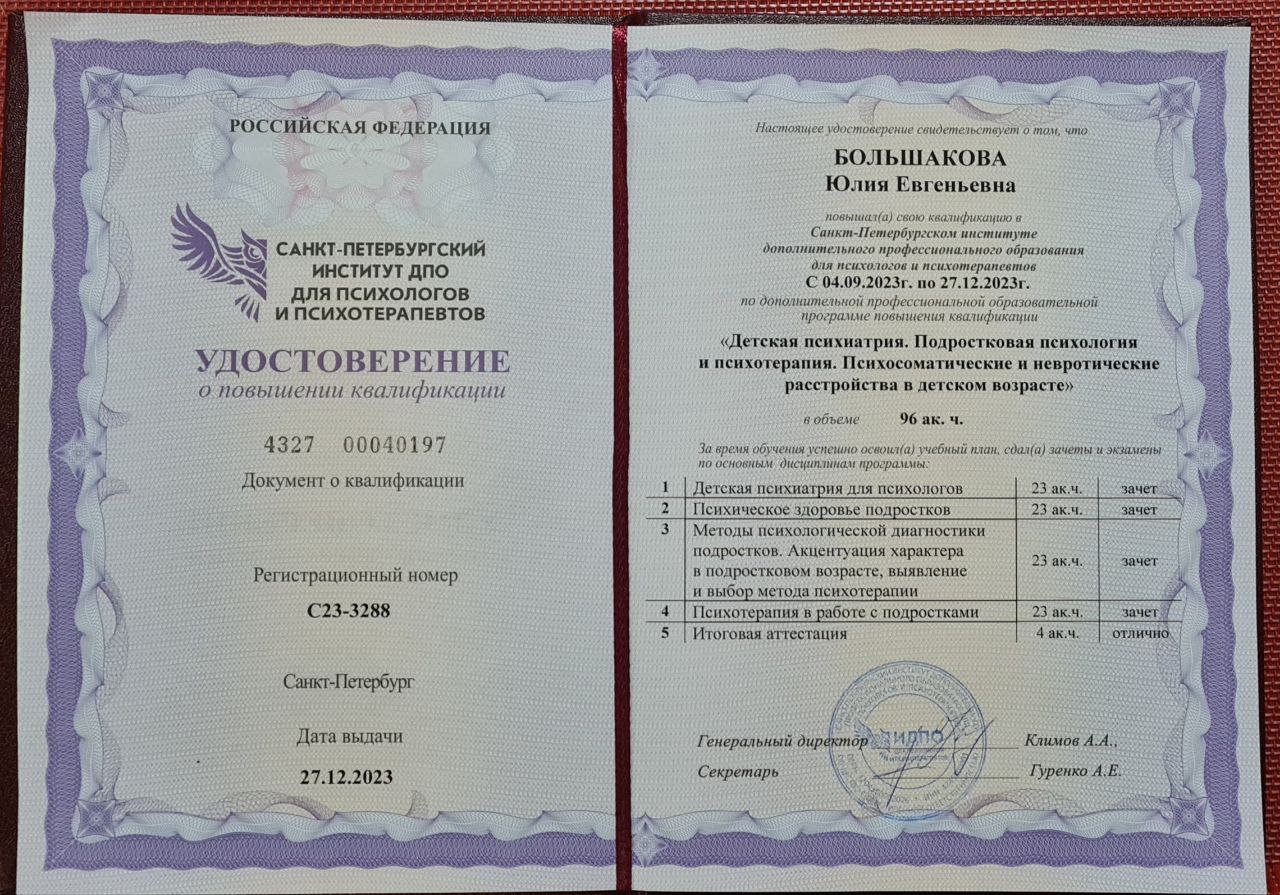 РОССИЙСКАЯ ФЕДЕРАЦИЯ
САНКТ-ПЕТЕРБУРГСКИЙ
ИНСТИТУТ ДПО
ДЛЯ ПСИХОЛОГОВ
И ПСИХОТЕРАПЕВТОВ
УДОСТОВЕРЕНИЕ
о повышении квалификации
4327 00040197
Документ о квалификации
Регистрационный номер
С23-3288
Санкт-Петербург
Дата выдачи
27.12.2023
Настоящее удостоверение свидетельствует о том, что
БОЛЬШАКОВА
Юлия Евгеньевна
повышал(а) свою квалификацию в
Санкт-Петербургском институте
дополнительного профессионального образования
для психологов и психотерапевтов
С 04.09.2023г. по 27.12.2023г.
по дополнительной профессиональной образовательной
программе повышения квалификации
«Детская психиатрия. Подростковая психология
и психотерапия. Психосоматические и невротические
расстройства в детском возрасте»
в объеме 96 ак. ч.
За время обучения успешно освоил(а) учебный план, сдал(а) зачеты и экзамены
по основным дисциплинам программы:
1 Детская психиатрия для психологов 23 ак.ч. зачет
2 Психическое здоровье подростков 23 ак.ч. зачет
3 Методы психологической диагностики
подростков. Акцентуация характера
в подростковом возрасте, выявление 23 ак.ч. зачет
и выбор метода психотерапии
4 Психотерапия в работе с подростками 23 ак.ч. зачет
5 Итоговая аттестация 4 ак.ч. отлично
Генеральный директор Климов А.А.,
Секретарь Гуренко А.Е.